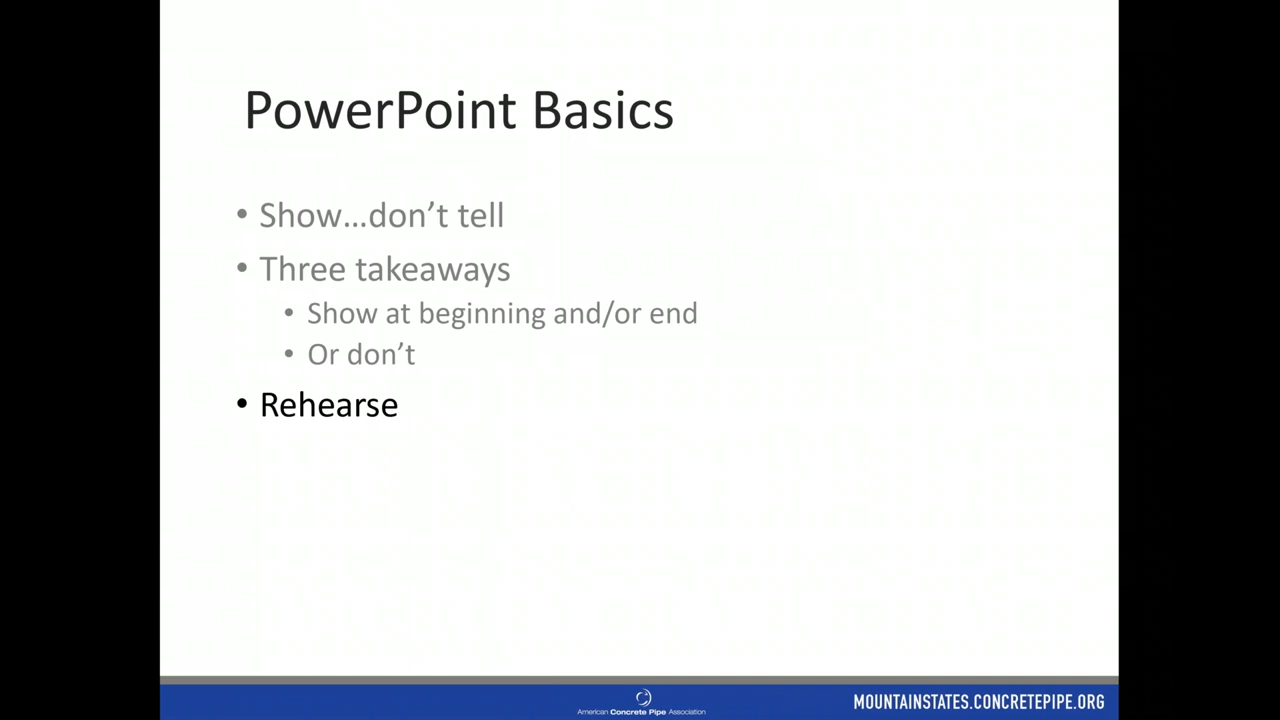 PowerPoint Basics
• Show...don’t tell
• Three takeaways
• Show at beginning and/or end
• Or don’t
• Rehearse
American Concrete Pipe Association
MOUNTAINSTATES.CONCRETEPIPE.ORG